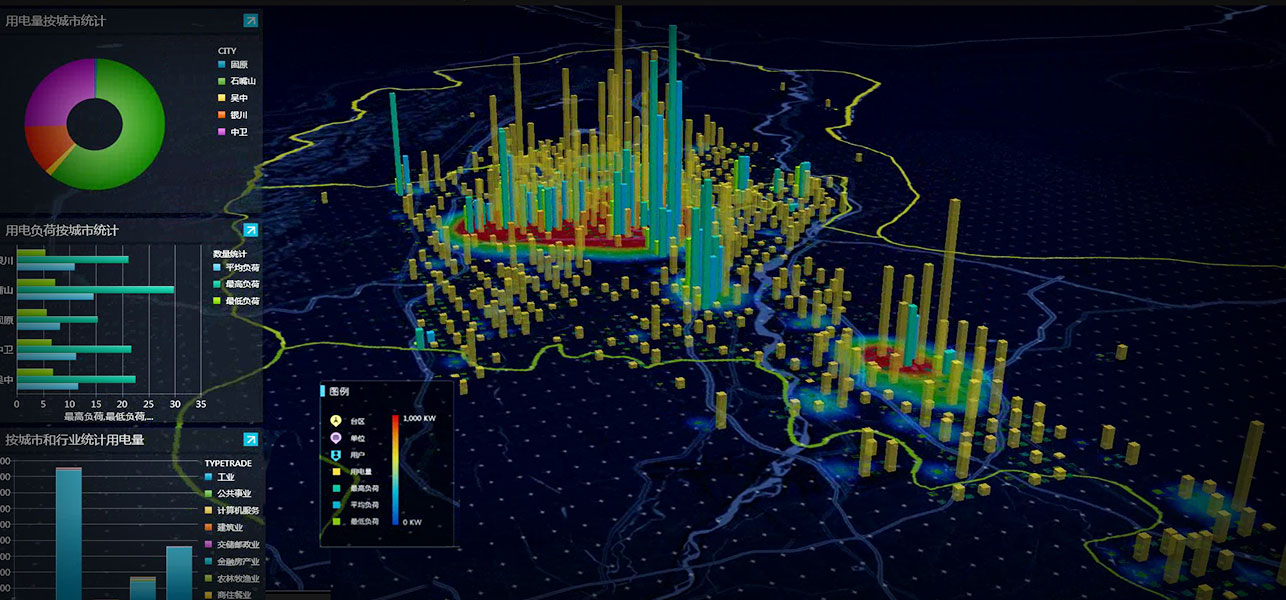 用电量按城市统计
CITY
固原
石嘴山
吴中
银川
中卫
用电负荷按城市统计
数量统计
平均负荷
最高负荷
最低负荷
川
山
原
中卫
中
0 5 10 15 20 25 30 35
最高负荷,最低负荷,...
按城市和行业统计用电量
TYPETRADE
工业
公共事业
计算机服务
建筑业
交储邮政业
金融房产业
农林牧渔业
商住餐业
图例
台区
单位
用户
用电量
最高负荷
平均负荷
最低负荷
1,000 KW
0 KW